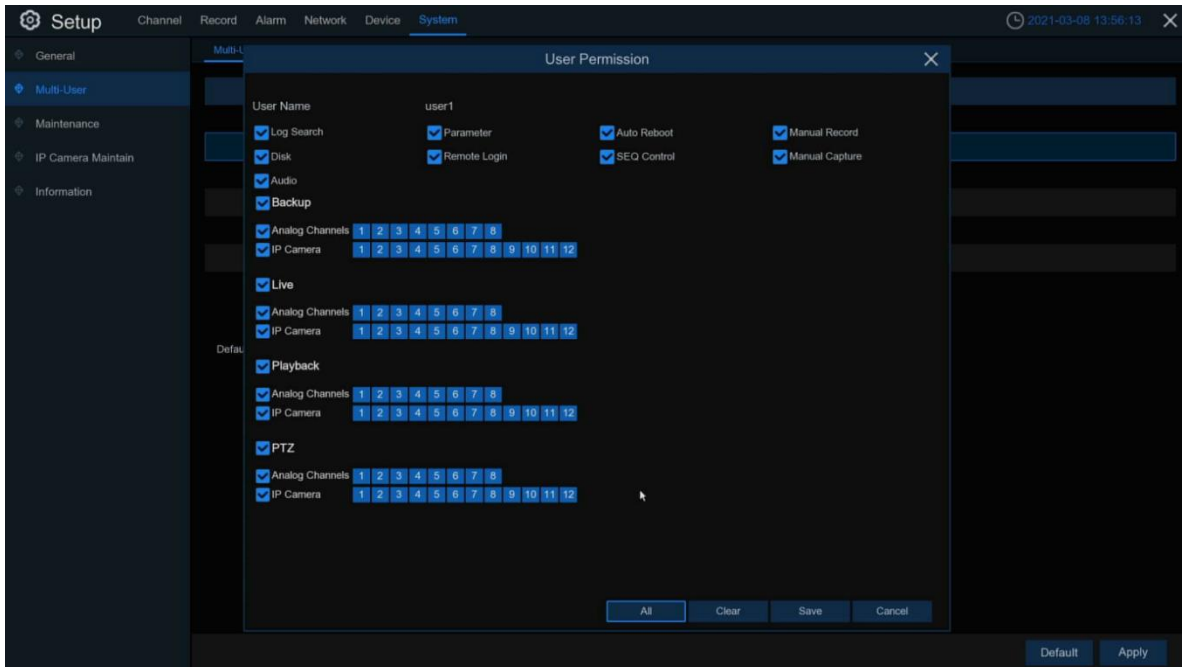 Setup Channel Record Alarm Network Device System 2021-03-08 13:56:13
General
Multi-U
User Permission
Multi-User
User Name user1
Maintenance
Log Search Parameter Auto Reboot Manual Record
IP Camera Maintain
Disk Remote Login SEQ Control Manual Capture
Audio
Information
Backup
Analog Channels 1 2 3 4 5 6 7 8
IP Camera 1 2 3 4 5 6 7 8 9 10 11 12
Live
Analog Channels 1 2 3 4 5 6 7 8
IP Camera 1 2 3 4 5 6 7 8 9 10 11 12
Defau
Playback
Analog Channels 1 2 3 4 5 6 7 8
IP Camera 1 2 3 4 5 6 7 8 9 10 11 12
PTZ
Analog Channels 1 2 3 4 5 6 7 8
IP Camera 1 2 3 4 5 6 7 8 9 10 11 12
All Clear Save Cancel
Default Apply